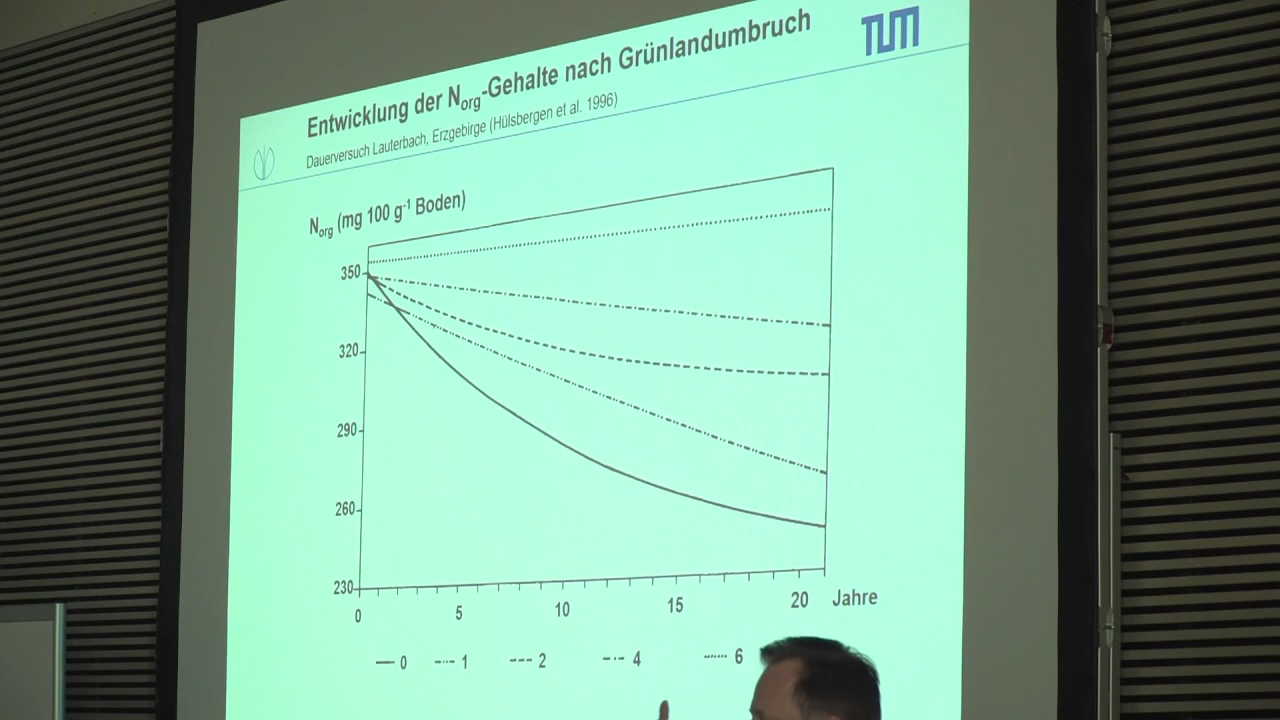 Entwicklung der Norg-Gehalte nach Grünlandumbruch
TUM
Dauerversuch Lauterbach, Erzgebirge (Hülsbergen et al. 1996)
Norg (mg 100 g-1 Boden)
350
320
290
260
230
0 5 10 15 20 Jahre
0 1 2 4 6